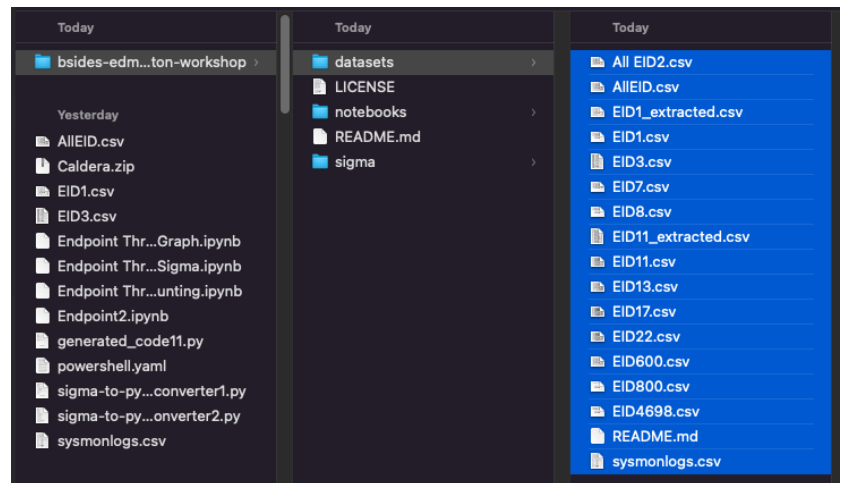 Today
bsides-edm...ton-workshop
Yesterday
AllEID.csv
Caldera.zip
EID1.csv
EID3.csv
Endpoint Thr...Graph.ipynb
Endpoint Thr...Sigma.ipynb
Endpoint Thr...unting.ipynb
Endpoint2.ipynb
generated_code11.py
powershell.yaml
sigma-to-py...converter1.py
sigma-to-py...onverter2.py
sysmonlogs.csv
Today
datasets
LICENSE
notebooks
README.md
sigma
Today
All EID2.csv
AllEID.csv
EID1_extracted.csv
EID1.csv
EID3.csv
EID7.csv
EID8.csv
EID11_extracted.csv
EID11.csv
EID13.csv
EID17.csv
EID22.csv
EID600.csv
EID800.csv
EID4698.csv
README.md
sysmonlogs.csv